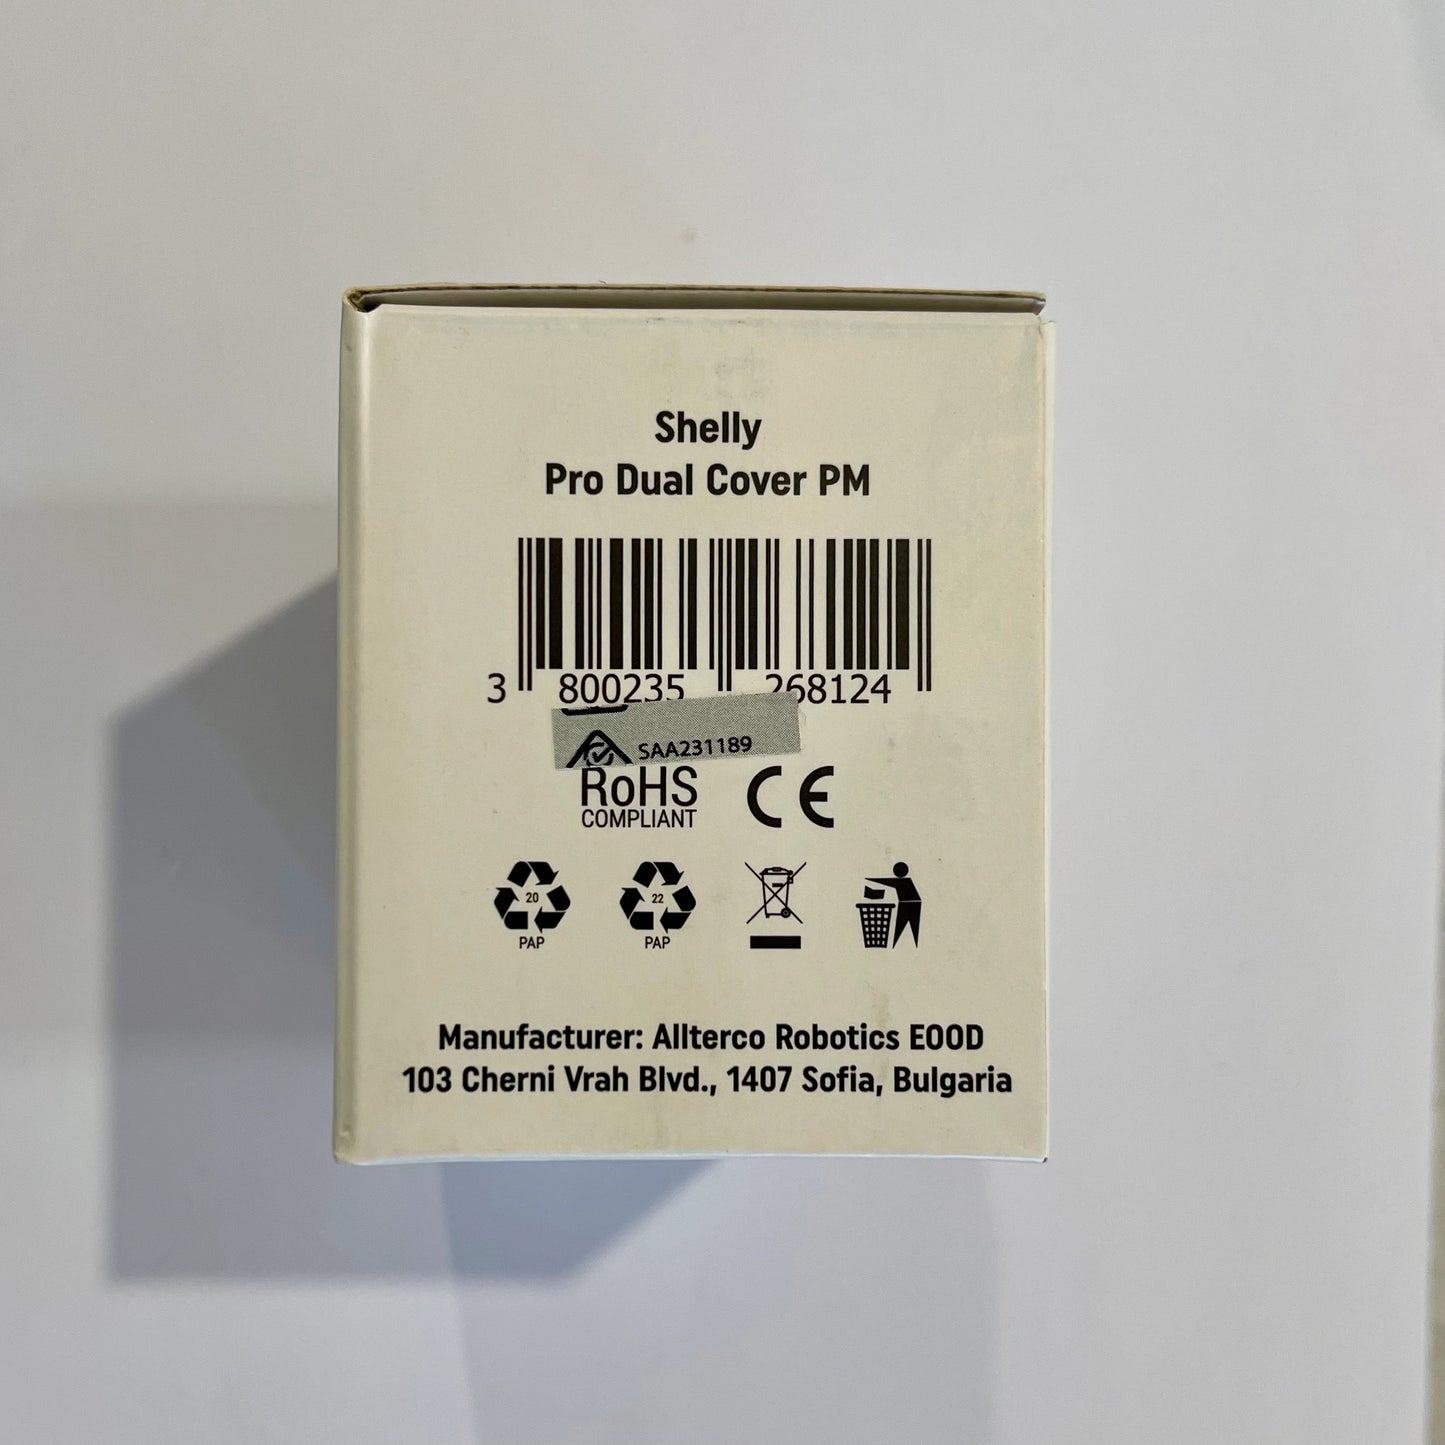 Shelly
Pro Dual Cover PM
3 800235 268124
SAA231189
RoHS CE
COMPLIANT
20 22
PAP PAP
Manufacturer: Allterco Robotics EOOD
103 Cherni Vrah Blvd., 1407 Sofia, Bulgaria